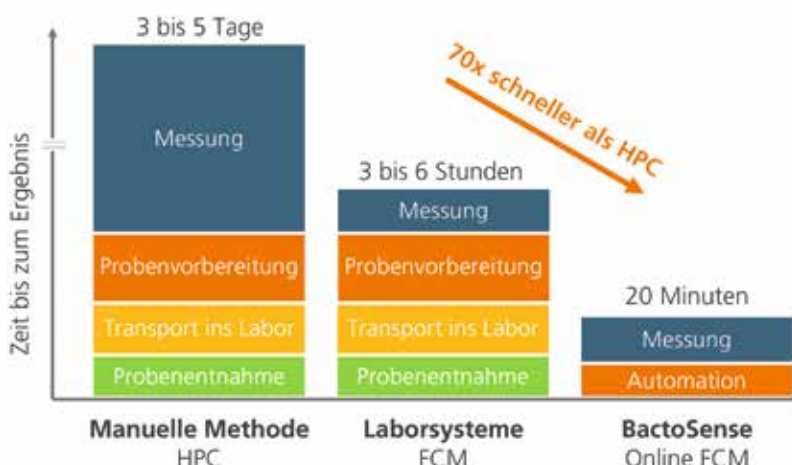 3 bis 5 Tage
Messung
Probenvorbereitung
Transport ins Labor
Probenentnahme
Manuelle Methode
HPC
3 bis 6 Stunden
Messung
Probenvorbereitung
Transport ins Labor
Probenentnahme
Laborsysteme
FCM
20 Minuten
Messung
Automation
BactoSense
Online FCM
70x schneller als HPC
Zeit bis zum Ergebnis